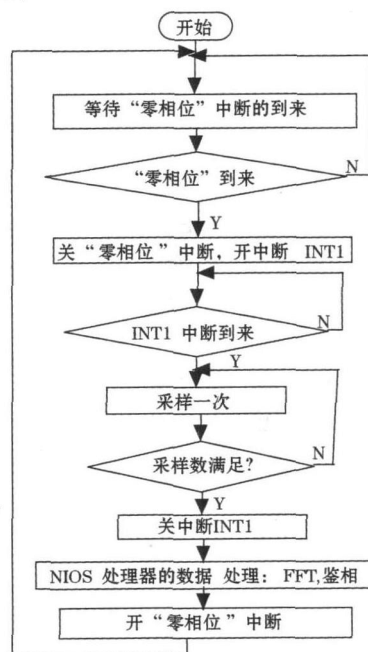 开始
等待“零相位”中断的到来
“零相位”到来
N
Y
关“零相位”中断，开中断 INT1
INT1 中断到来
N
Y
采样一次
采样数满足?
N
Y
关中断INT1
NIOS 处理器的数据 处理: FFT,鉴相
开“零相位”中断